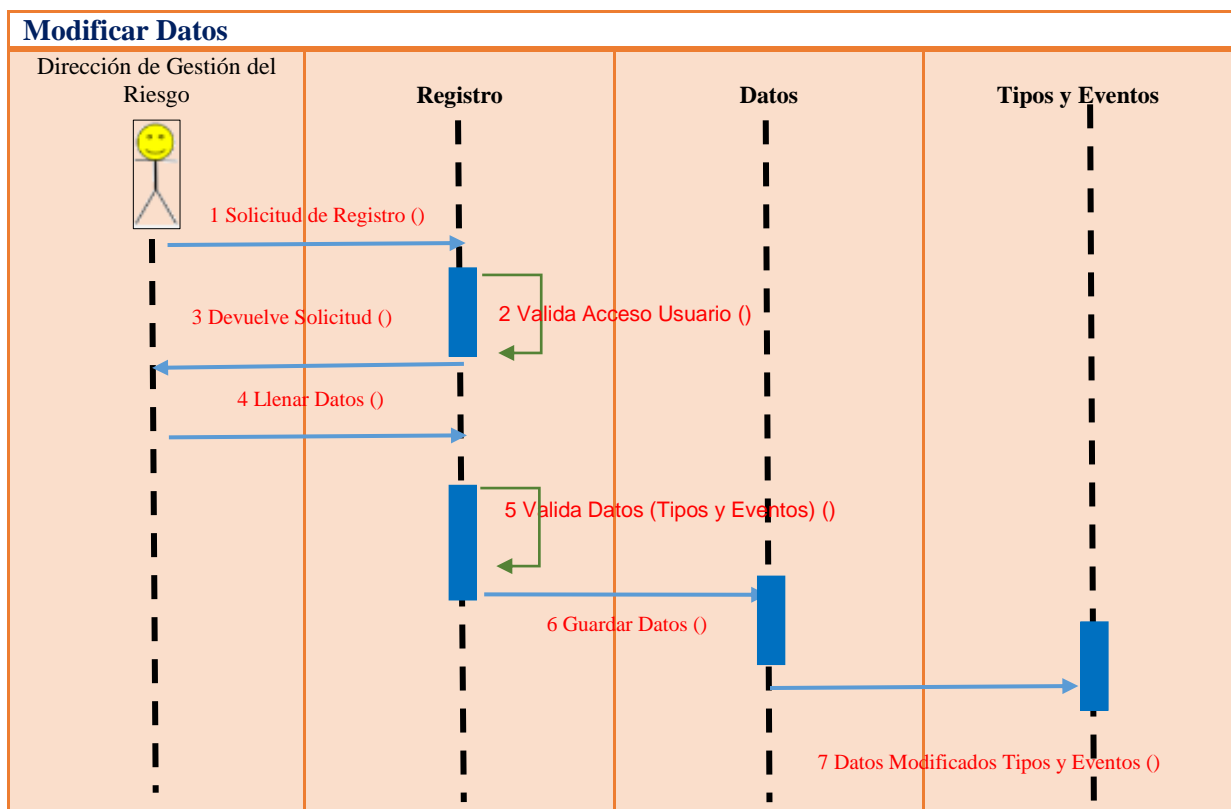 Modificar Datos
Dirección de Gestión del
Riesgo
Registro
Datos
Tipos y Eventos
1 Solicitud de Registro ()
2 Valida Acceso Usuario ()
3 Devuelve Solicitud ()
4 Llenar Datos ()
5 Valida Datos (Tipos y Eventos) ()
6 Guardar Datos ()
7 Datos Modificados Tipos y Eventos ()